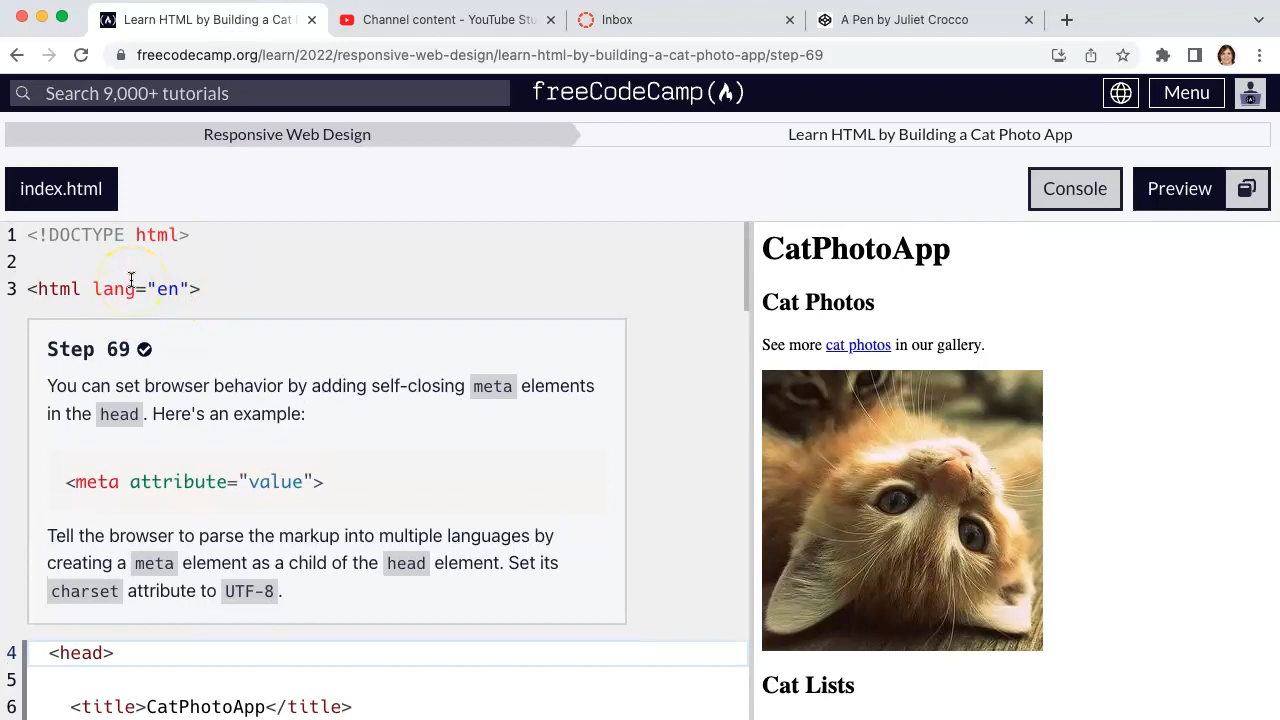 Learn HTML by Building a Cat
Channel content - YouTube Stu
Inbox
A Pen by Juliet Crocco
freecodecamp.org/learn/2022/responsive-web-design/learn-html-by-building-a-cat-photo-app/step-69
Search 9,000+ tutorials
freeCodeCamp
Menu
Responsive Web Design
Learn HTML by Building a Cat Photo App
index.html
Console
Preview
1 <!DOCTYPE html>
2
3 <html lang="en">
Step 69
You can set browser behavior by adding self-closing meta elements
in the head. Here's an example:
<meta attribute="value">
Tell the browser to parse the markup into multiple languages by
creating a meta element as a child of the head element. Set its
charset attribute to UTF-8.
4 <head>
5
6 <title>CatPhotoApp</title>
CatPhotoApp
Cat Photos
See more cat photos in our gallery.
Cat Lists